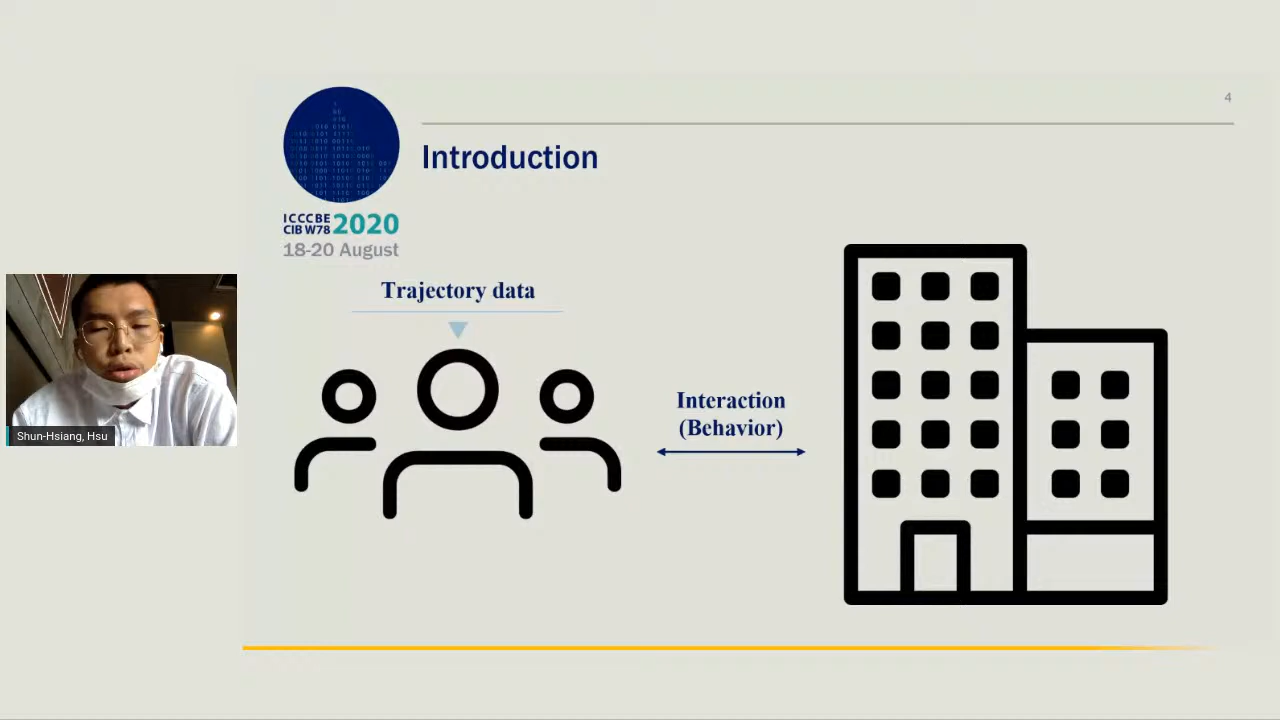 4
Introduction
ICCCBE
CIB W78
2020
18-20 August
Trajectory data
Interaction
(Behavior)
Shun-Hsiang, Hsu